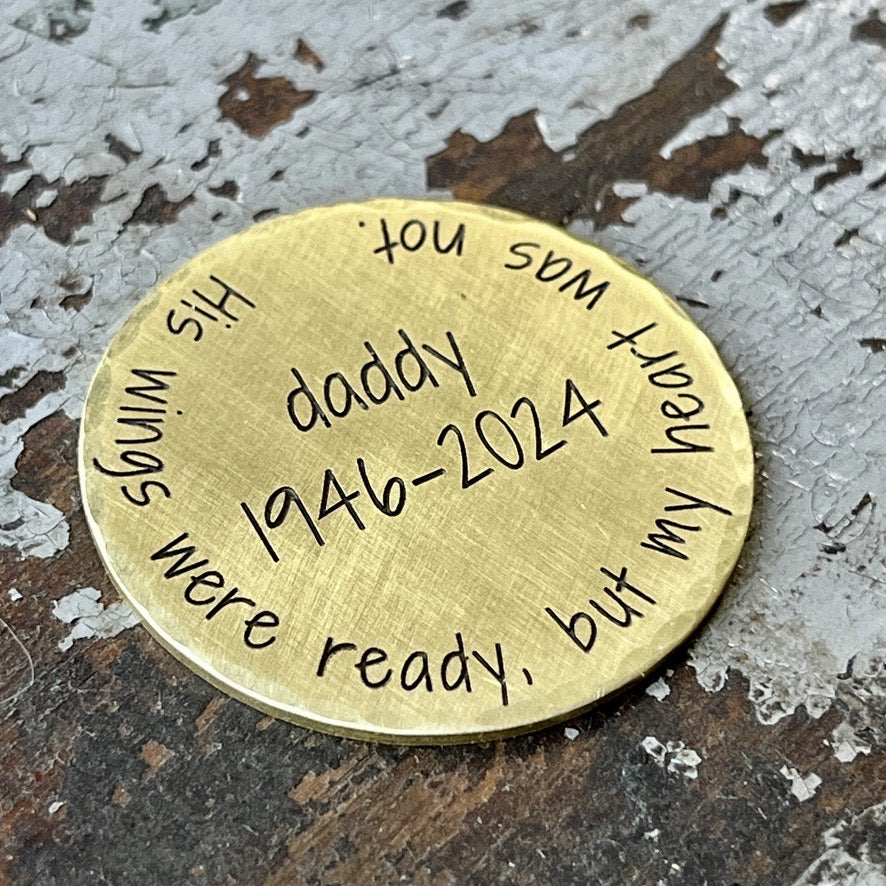 His wings were ready, but my heart was not.
daddy
1946-2024